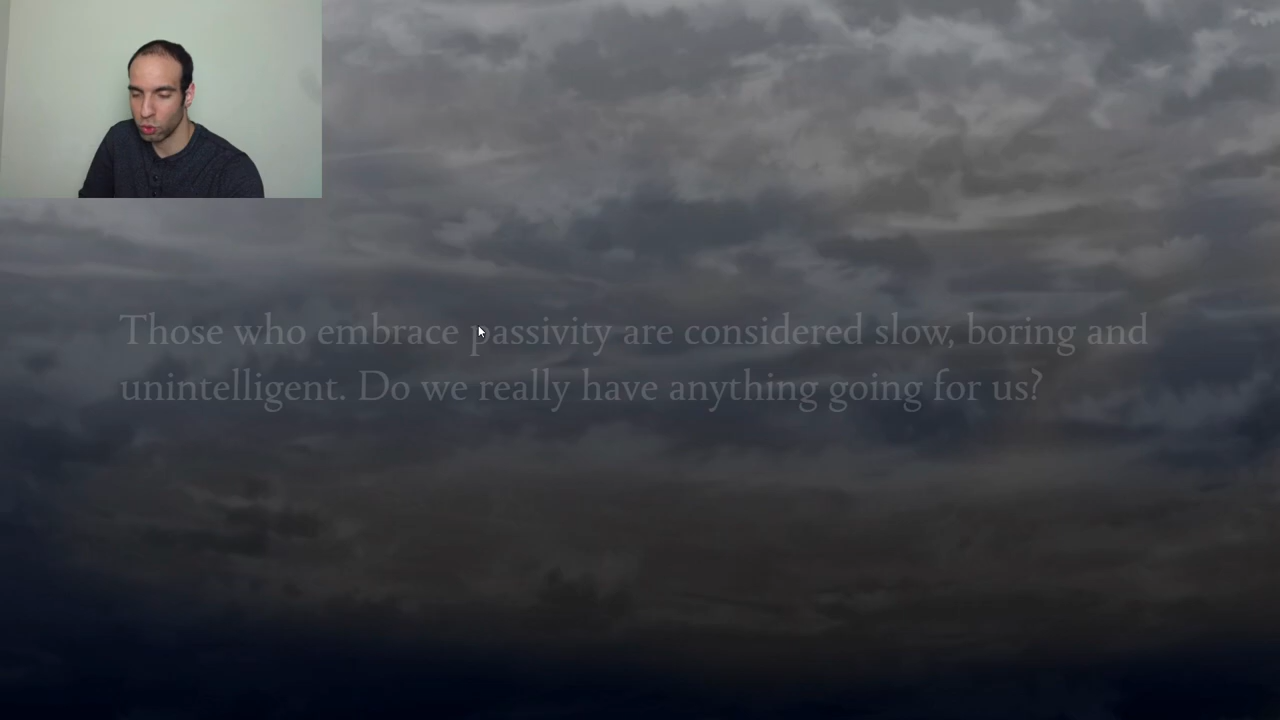 Those who embrace passivity are considered slow, boring and
unintelligent. Do we really have anything going for us?